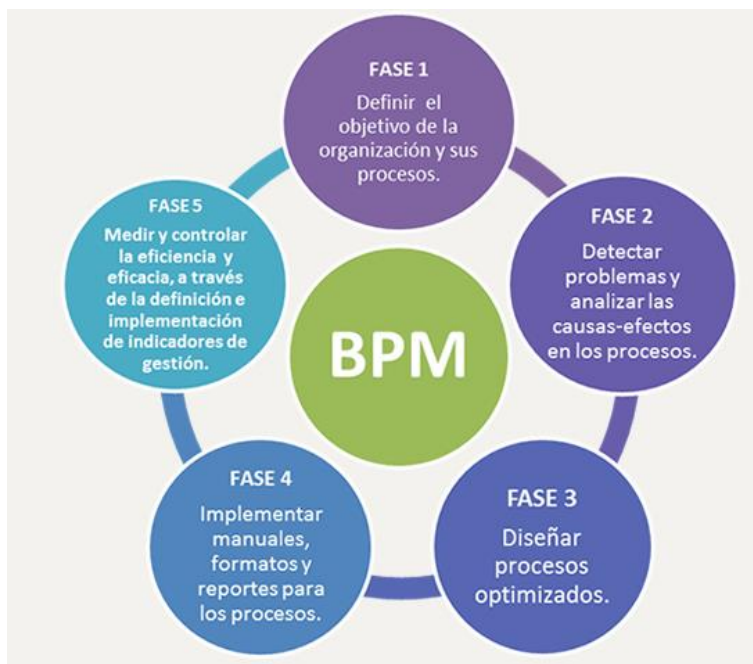 FASE 1
Definir el
objetivo de la
organización y sus
procesos.
FASE 2
Detectar
problemas y
analizar las
causas-efectos
en los procesos.
FASE 3
Diseñar
procesos
optimizados.
FASE 4
Implementar
manuales,
formatos y
reportes para
los procesos.
FASE 5
Medir y controlar
la eficiencia y
eficacia, a través
de la definición e
implementación
de indicadores de
gestión.
BPM